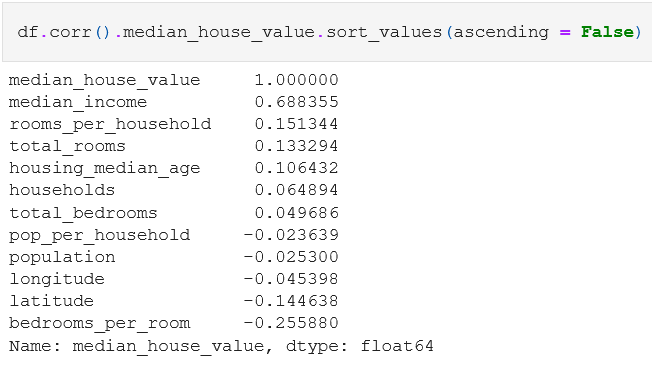 df.corr().median_house_value.sort_values(ascending = False)
median_house_value 1.000000
median_income 0.688355
rooms_per_household 0.151344
total_rooms 0.133294
housing_median_age 0.106432
households 0.064894
total_bedrooms 0.049686
pop_per_household -0.023639
population -0.025300
longitude -0.045398
latitude -0.144638
bedrooms_per_room -0.255880
Name: median_house_value, dtype: float64